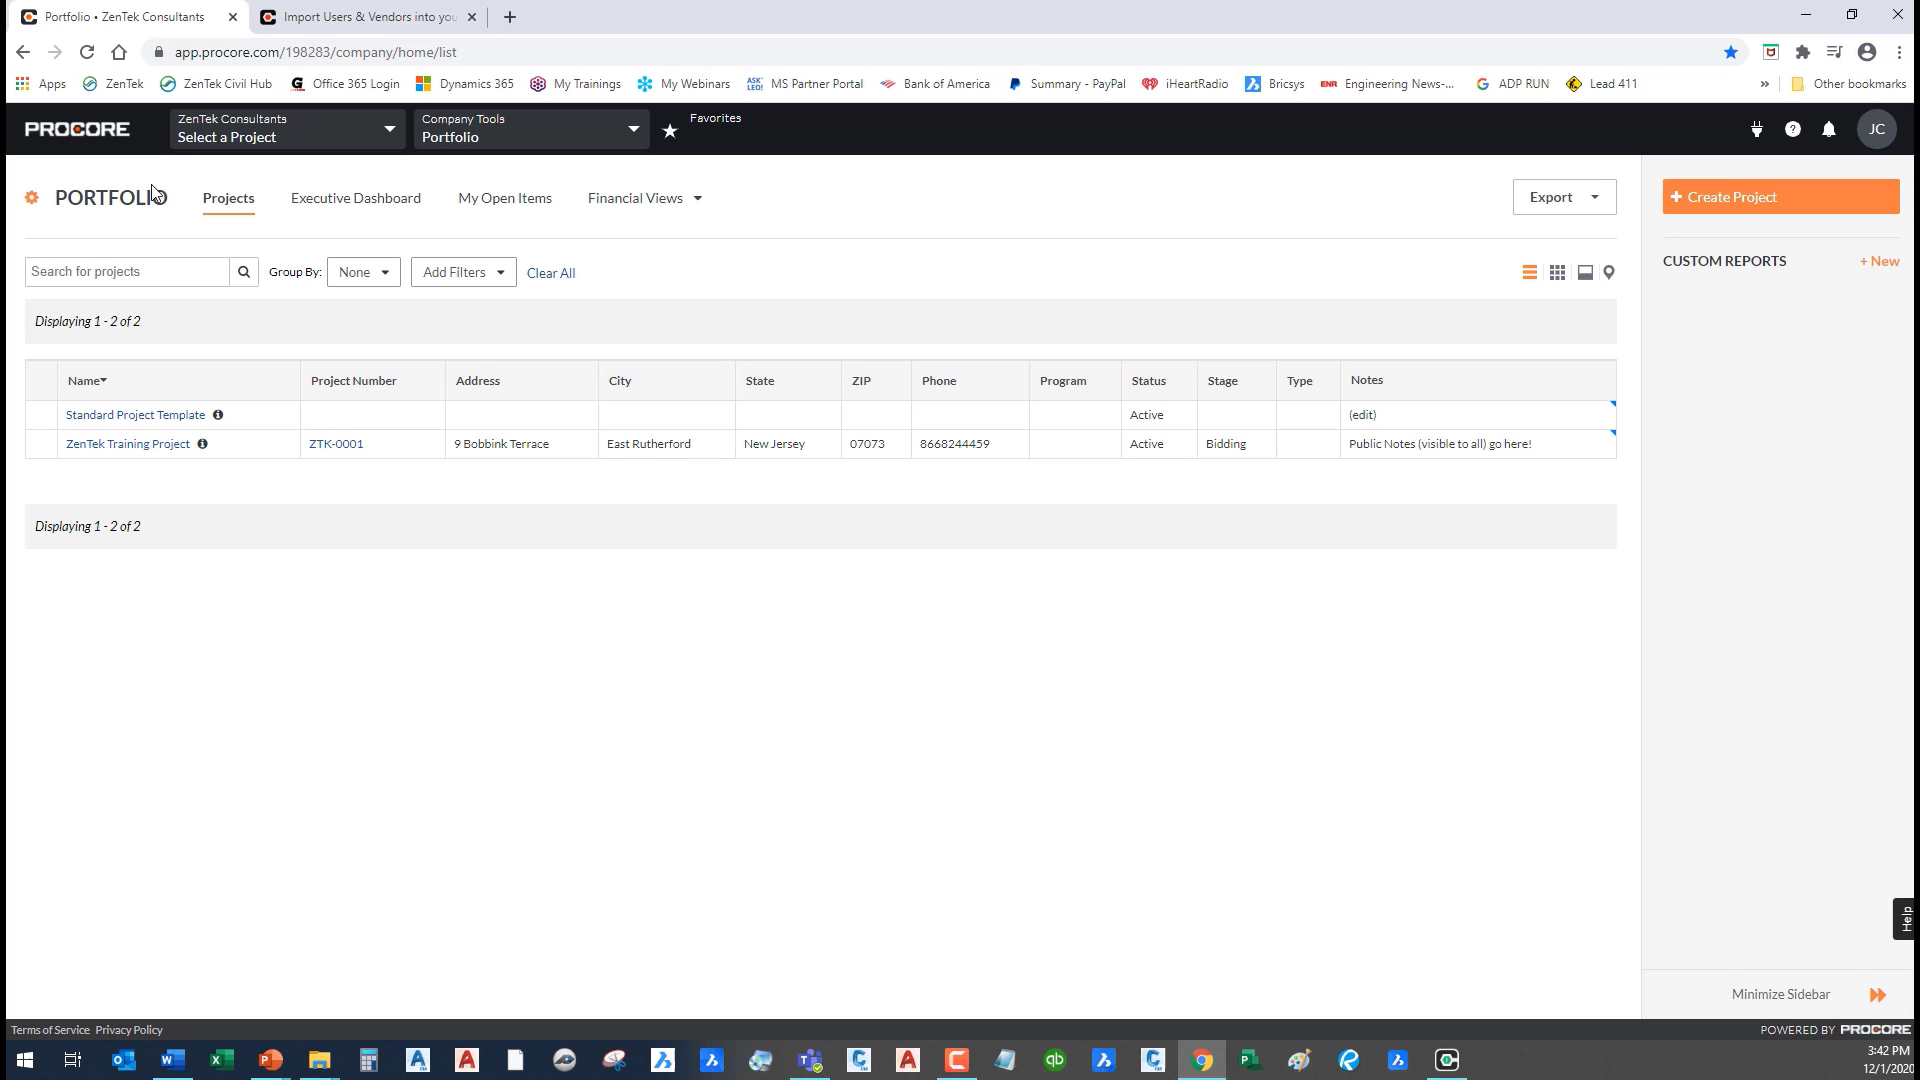 Portfolio • ZenTek Consultants
Import Users & Vendors into you
app.procore.com/198283/company/home/list
Apps ZenTek ZenTek Civil Hub Office 365 Login Dynamics 365 My Trainings My Webinars MS Partner Portal Bank of America Summary - PayPal iHeartRadio Bricsys Engineering News-... ADP RUN Lead 411 » Other bookmarks
PROCORE
ZenTek Consultants
Select a Project
Company Tools
Portfolio
Favorites
JC
PORTFOLIO Projects Executive Dashboard My Open Items Financial Views Export
+ Create Project
CUSTOM REPORTS + New
Search for projects Group By: None Add Filters Clear All
Displaying 1 - 2 of 2
Name Project Number Address City State ZIP Phone Program Status Stage Type Notes
Standard Project Template Active (edit)
ZenTek Training Project ZTK-0001 9 Bobbink Terrace East Rutherford New Jersey 07073 8668244459 Active Bidding Public Notes (visible to all) go here!
Displaying 1 - 2 of 2
Help
Minimize Sidebar
Terms of Service Privacy Policy
POWERED BY PROCORE
3:42 PM
12/1/2020